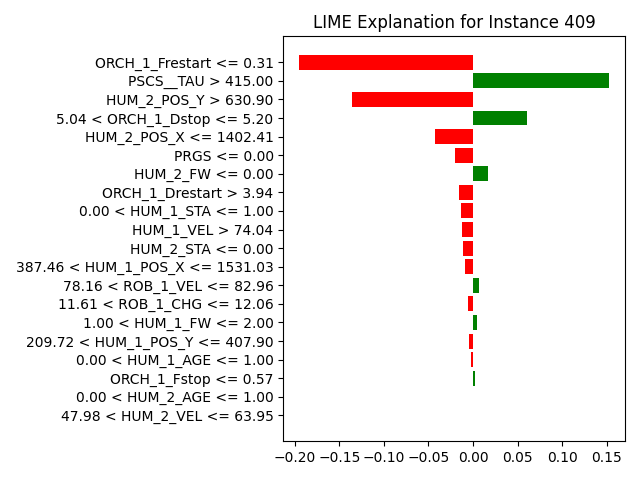 LIME Explanation for Instance 409
ORCH_1_Frestart <= 0.31
PSCS__TAU > 415.00
HUM_2_POS_Y > 630.90
5.04 < ORCH_1_Dstop <= 5.20
HUM_2_POS_X <= 1402.41
PRGS <= 0.00
HUM_2_FW <= 0.00
ORCH_1_Drestart > 3.94
0.00 < HUM_1_STA <= 1.00
HUM_1_VEL > 74.04
HUM_2_STA <= 0.00
387.46 < HUM_1_POS_X <= 1531.03
78.16 < ROB_1_VEL <= 82.96
11.61 < ROB_1_CHG <= 12.06
1.00 < HUM_1_FW <= 2.00
209.72 < HUM_1_POS_Y <= 407.90
0.00 < HUM_1_AGE <= 1.00
ORCH_1_Fstop <= 0.57
0.00 < HUM_2_AGE <= 1.00
47.98 < HUM_2_VEL <= 63.95
−0.20 −0.15 −0.10 −0.05 0.00 0.05 0.10 0.15